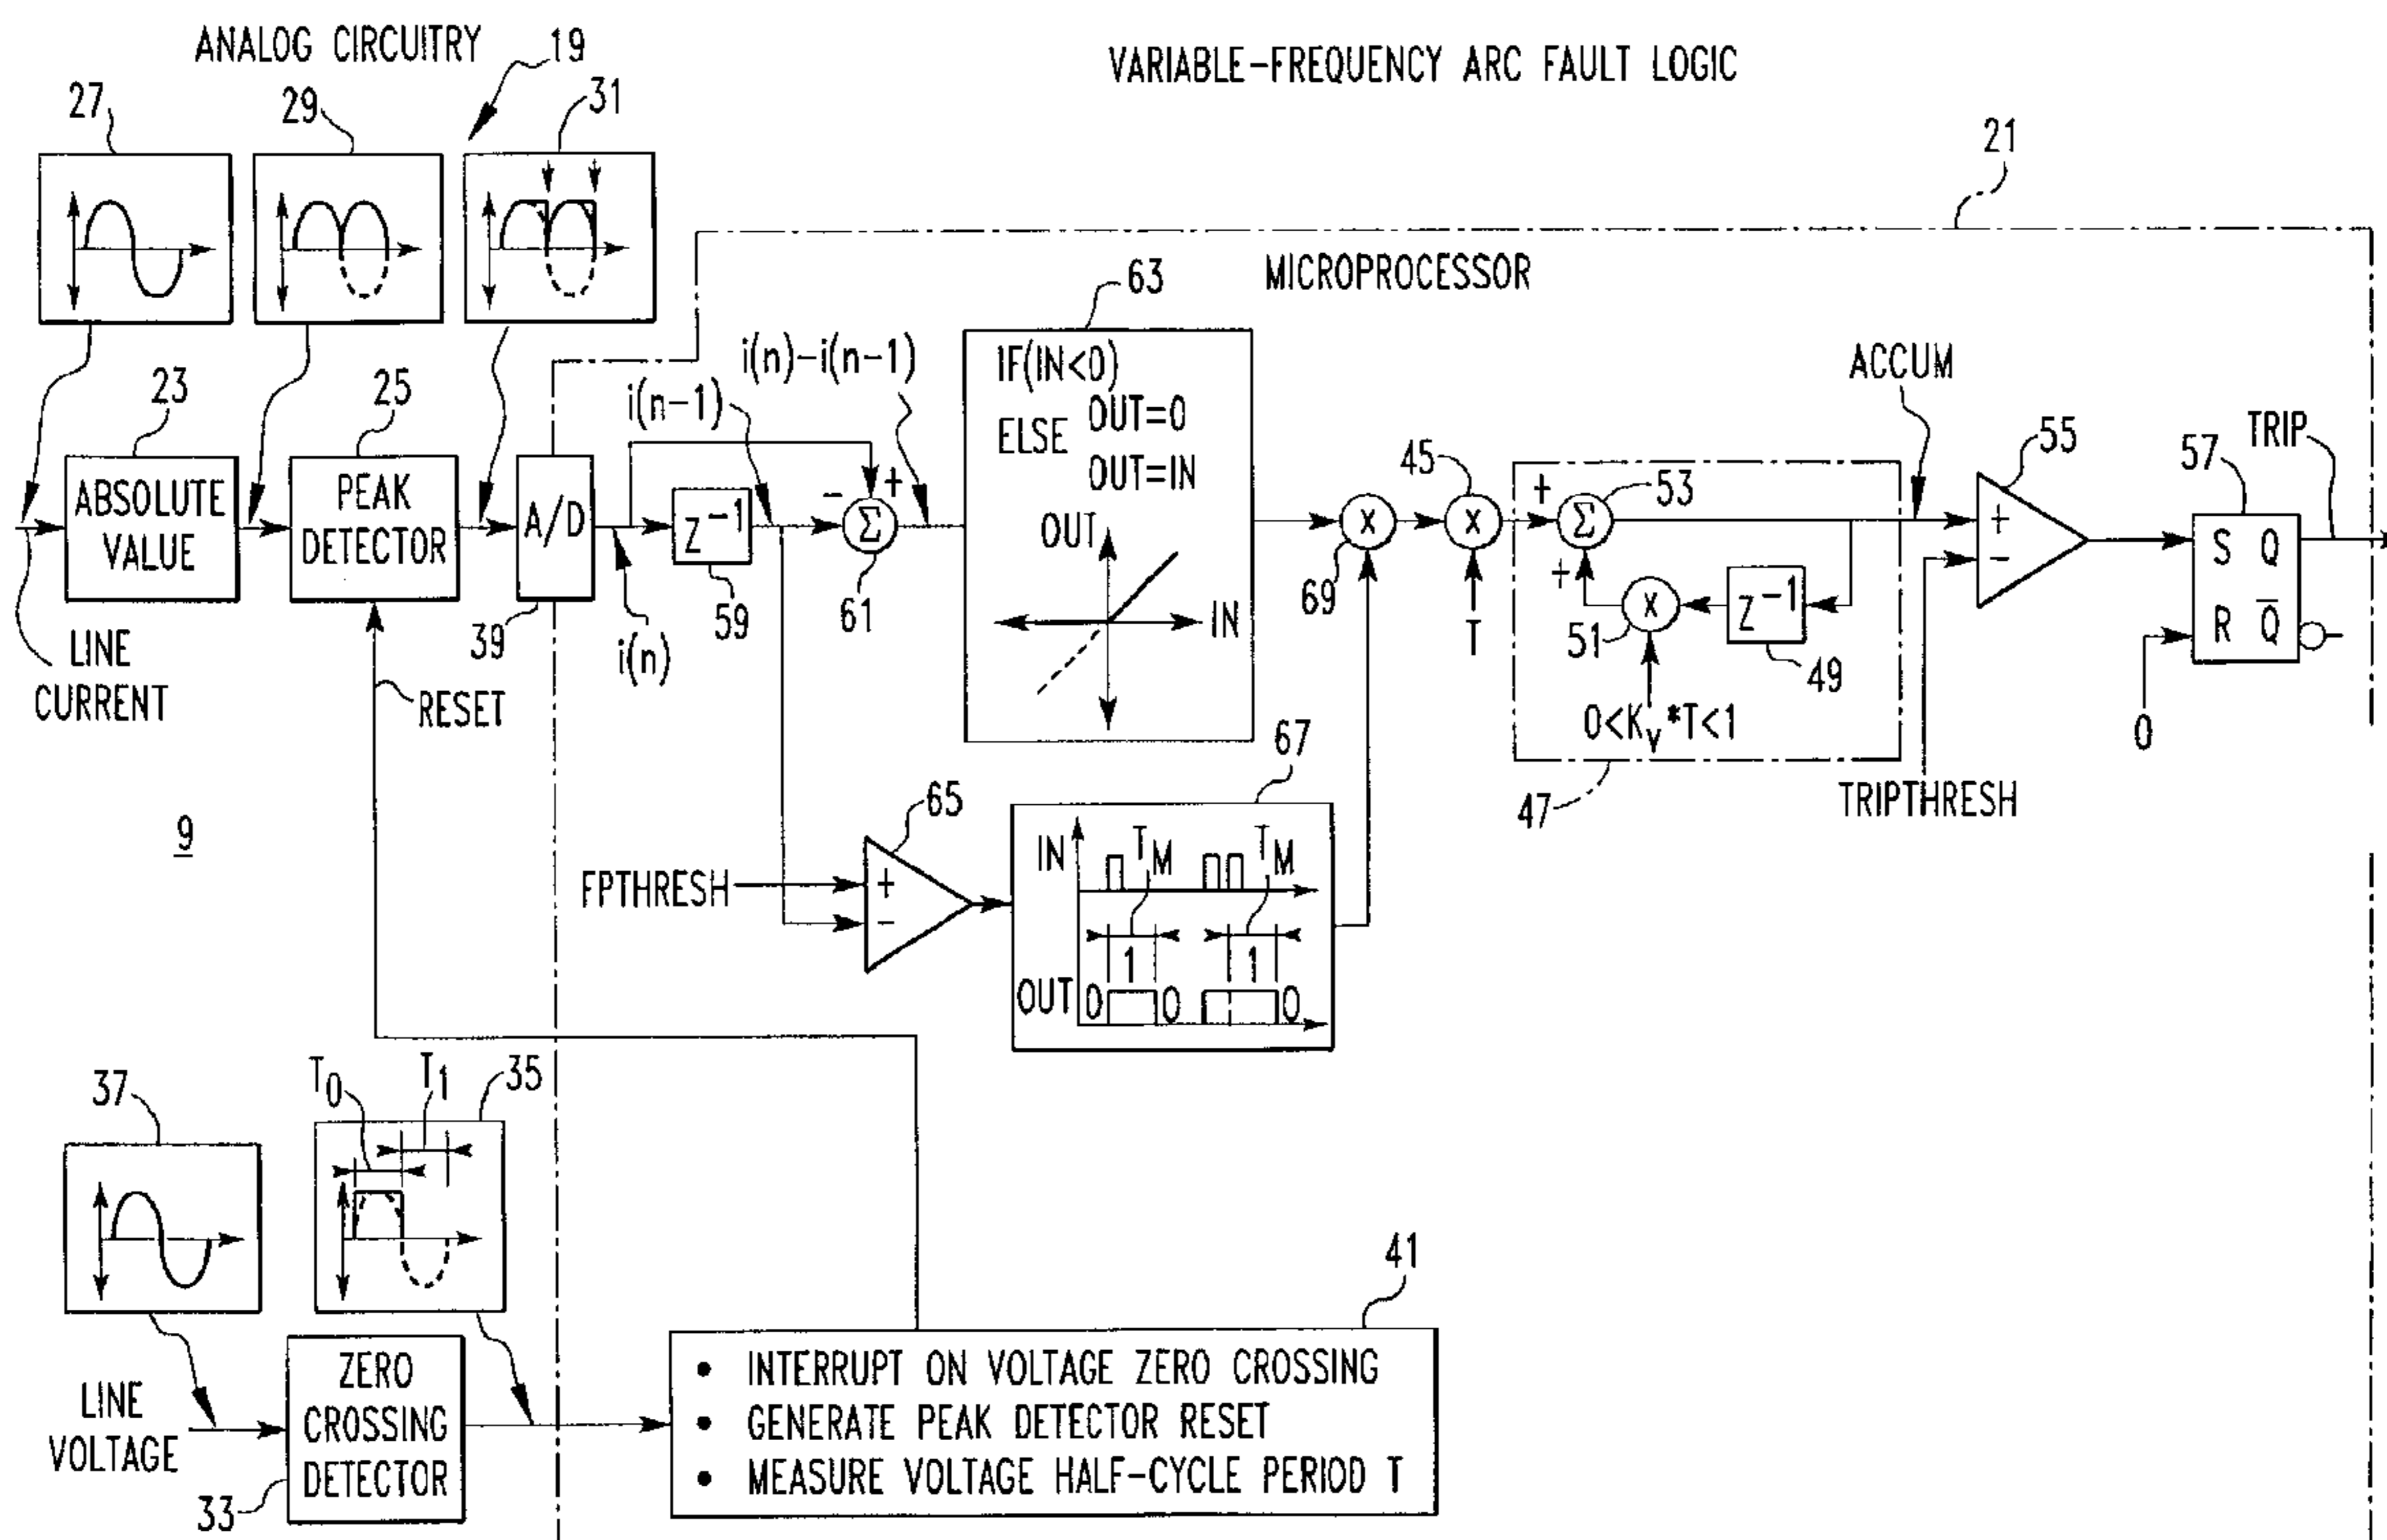 ANALOG CIRCUITRY
19
VARIABLE-FREQUENCY ARC FAULT LOGIC
27
29
31
21
MICROPROCESSOR
23
25
i(n-1)
i(n)-i(n-1)
63
ABSOLUTE
VALUE
PEAK
DETECTOR
A/D
39
i(n)
Z⁻¹
59
-
+
Σ
61
IF(IN<0)
OUT=0
ELSE
OUT=IN
OUT
IN
X
69
45
X
T
+
Σ
53
+
X
51
Z⁻¹
49
0<K_V*T<1
47
ACCUM
55
+
-
TRIPTHRESH
57
TRIP
S Q
R Q̅
0
LINE
CURRENT
RESET
9
FPTHRESH
65
+
-
67
IN
T_M
T_M
1
1
OUT
0
0
0
37
T_0
T_1
35
LINE
VOLTAGE
ZERO
CROSSING
DETECTOR
33
41
• INTERRUPT ON VOLTAGE ZERO CROSSING
• GENERATE PEAK DETECTOR RESET
• MEASURE VOLTAGE HALF-CYCLE PERIOD T